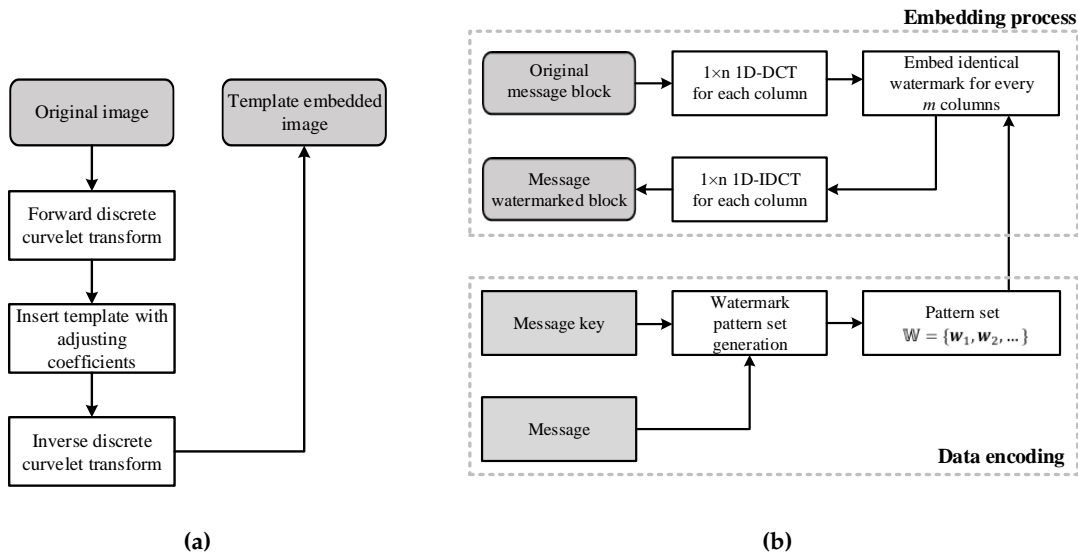 Original image
Template embedded
image
Forward discrete
curvelet transform
Insert template with
adjusting
coefficients
Inverse discrete
curvelet transform
(a)
Embedding process
Original
message block
1×n 1D-DCT
for each column
Embed identical
watermark for every
m columns
Message
watermarked block
1×n 1D-IDCT
for each column
Message key
Watermark
pattern set
generation
Pattern set
𝕎 = {w₁, w₂, ...}
Message
Data encoding
(b)